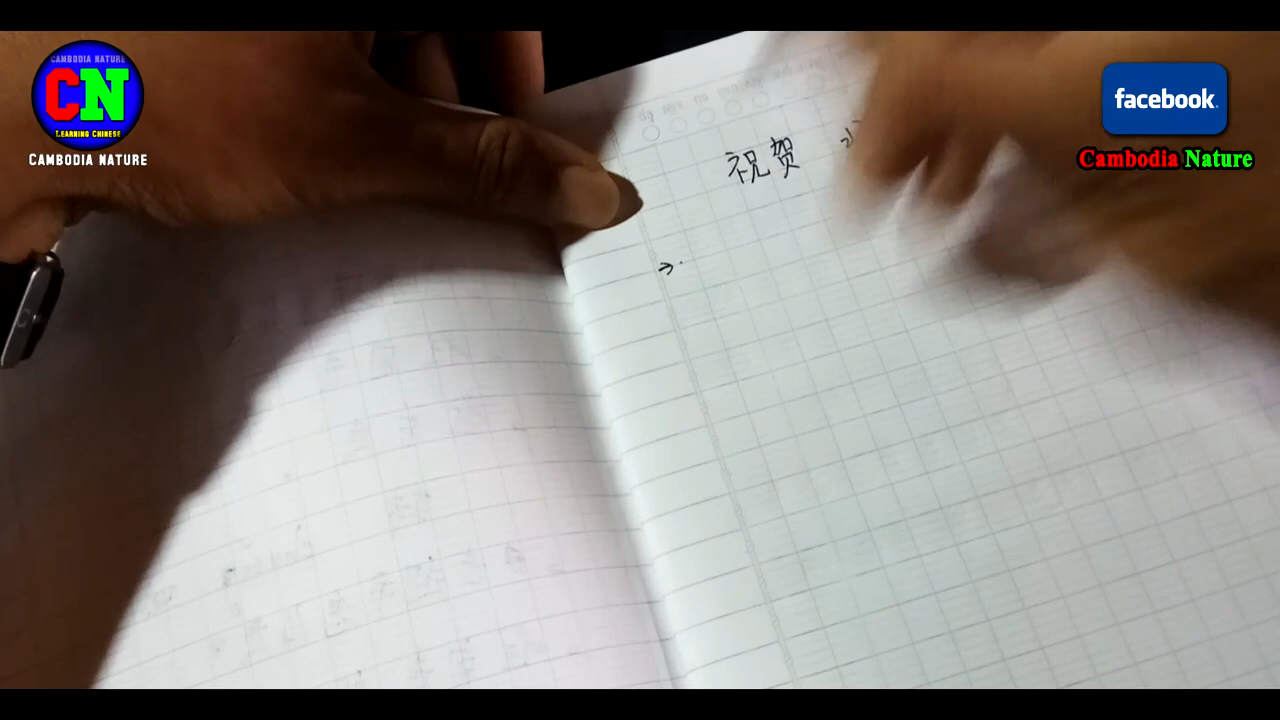 CAMBODIA NATURE
CN
LEARNING CHINESE
CAMBODIA NATURE
facebook
Cambodia Nature
祝贺
→